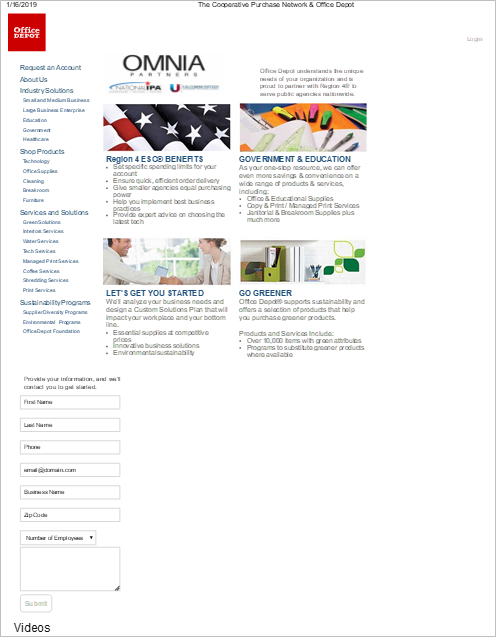 1/16/2019
The Cooperative Purchase Network & Office Depot
Office
DEPOT
Login
Request an Account
About Us
Industry Solutions
Small and Medium Business
Large Business Enterprise
Education
Government
Healthcare
Shop Products
Technology
Office Supplies
Cleaning
Breakroom
Furniture
Services and Solutions
Green Solutions
Interiors Services
Water Services
Tech Services
Managed Print Services
Coffee Services
Shredding Services
Print Services
Sustainability Programs
Supplier Diversity Programs
Environmental Programs
Office Depot Foundation
OMNIA
PARTNERS
NATIONAL IPA
U.S. COMMUNITIES
Office Depot understands the unique
needs of your organization and is
proud to partner with Region 4® to
serve public agencies nationwide.
Region 4 ESC® BENEFITS
• Set specific spending limits for your
account
• Ensure quick, efficient order delivery
• Give smaller agencies equal purchasing
power
• Help you implement best business
practices
• Provide expert advice on choosing the
latest tech
GOVERNMENT & EDUCATION
As your one-stop resource, we can offer
even more savings & convenience on a
wide range of products & services,
including:
• Office & Educational Supplies
• Copy & Print / Managed Print Services
• Janitorial & Breakroom Supplies plus
much more
LET'S GET YOU STARTED
We'll analyze your business needs and
design a Custom Solutions Plan that will
impact your workplace and your bottom
line.
• Essential supplies at competitive
prices
• Innovative business solutions
• Environmental sustainability
GO GREENER
Office Depot® supports sustainability and
offers a selection of products that help
you purchase greener products.
Products and Services Include:
• Over 10,000 items with green attributes
• Programs to substitute greener products
where available
Provide your information, and we'll
contact you to get started.
First Name
Last Name
Phone
email@domain.com
Business Name
Zip Code
Number of Employees
Submit
Videos